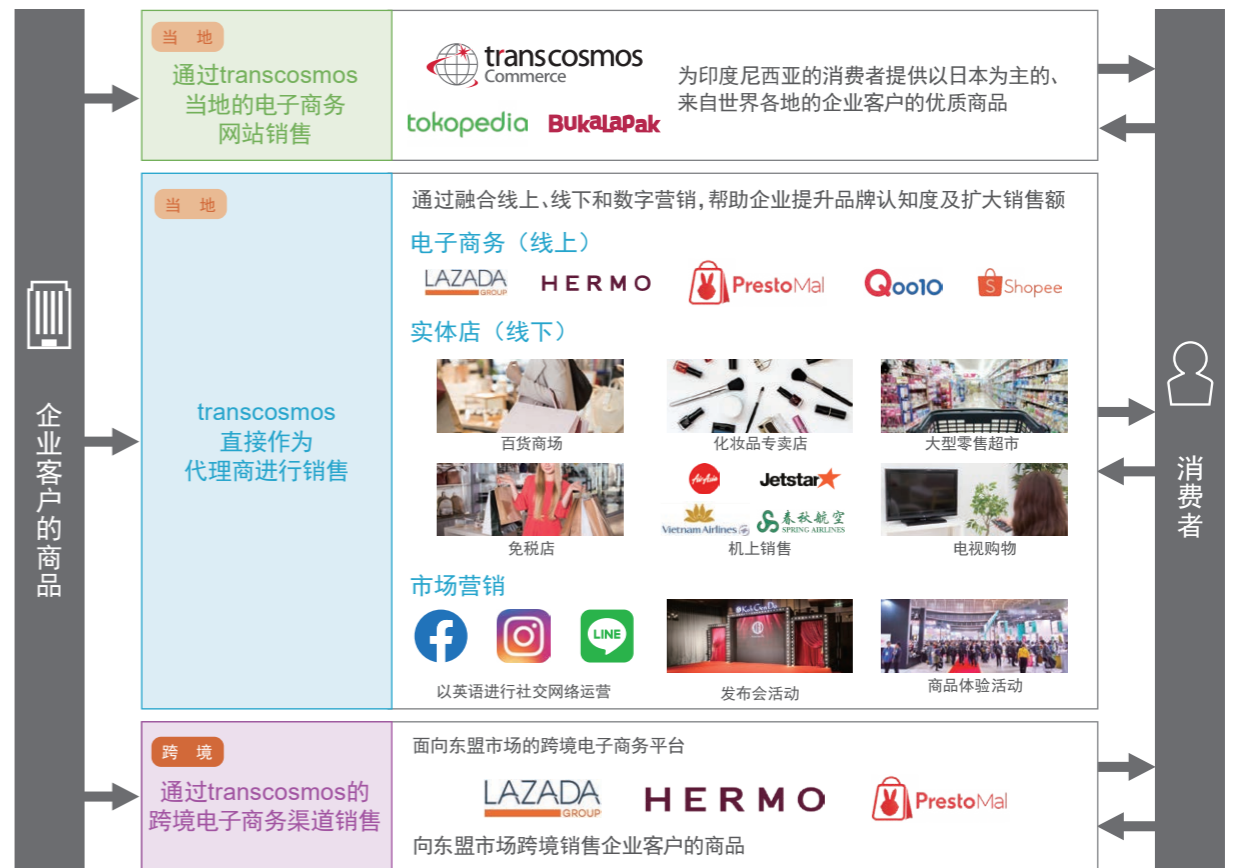 企业客户的商品
当 地
通过transcosmos
当地的电子商务
网站销售
transcosmos
Commerce
tokopedia BukaLapak
为印度尼西亚的消费者提供以日本为主的、
来自世界各地的企业客户的优质商品
当 地
transcosmos
直接作为
代理商进行销售
通过融合线上、线下和数字营销,帮助企业提升品牌认知度及扩大销售额
电子商务（线上）
LAZADA GROUP HERMO PrestoMall Qoo10 Shopee
实体店（线下）
百货商场 化妆品专卖店 大型零售超市
AirAsia Jetstar
Vietnam Airlines 春秋航空 SPRING AIRLINES
免税店 机上销售 电视购物
市场营销
LINE
Koh Gen Do
以英语进行社交网络运营 发布会活动 商品体验活动
跨 境
通过transcosmos的
跨境电子商务渠道销售
面向东盟市场的跨境电子商务平台
LAZADA GROUP HERMO PrestoMall
向东盟市场跨境销售企业客户的商品
消费者